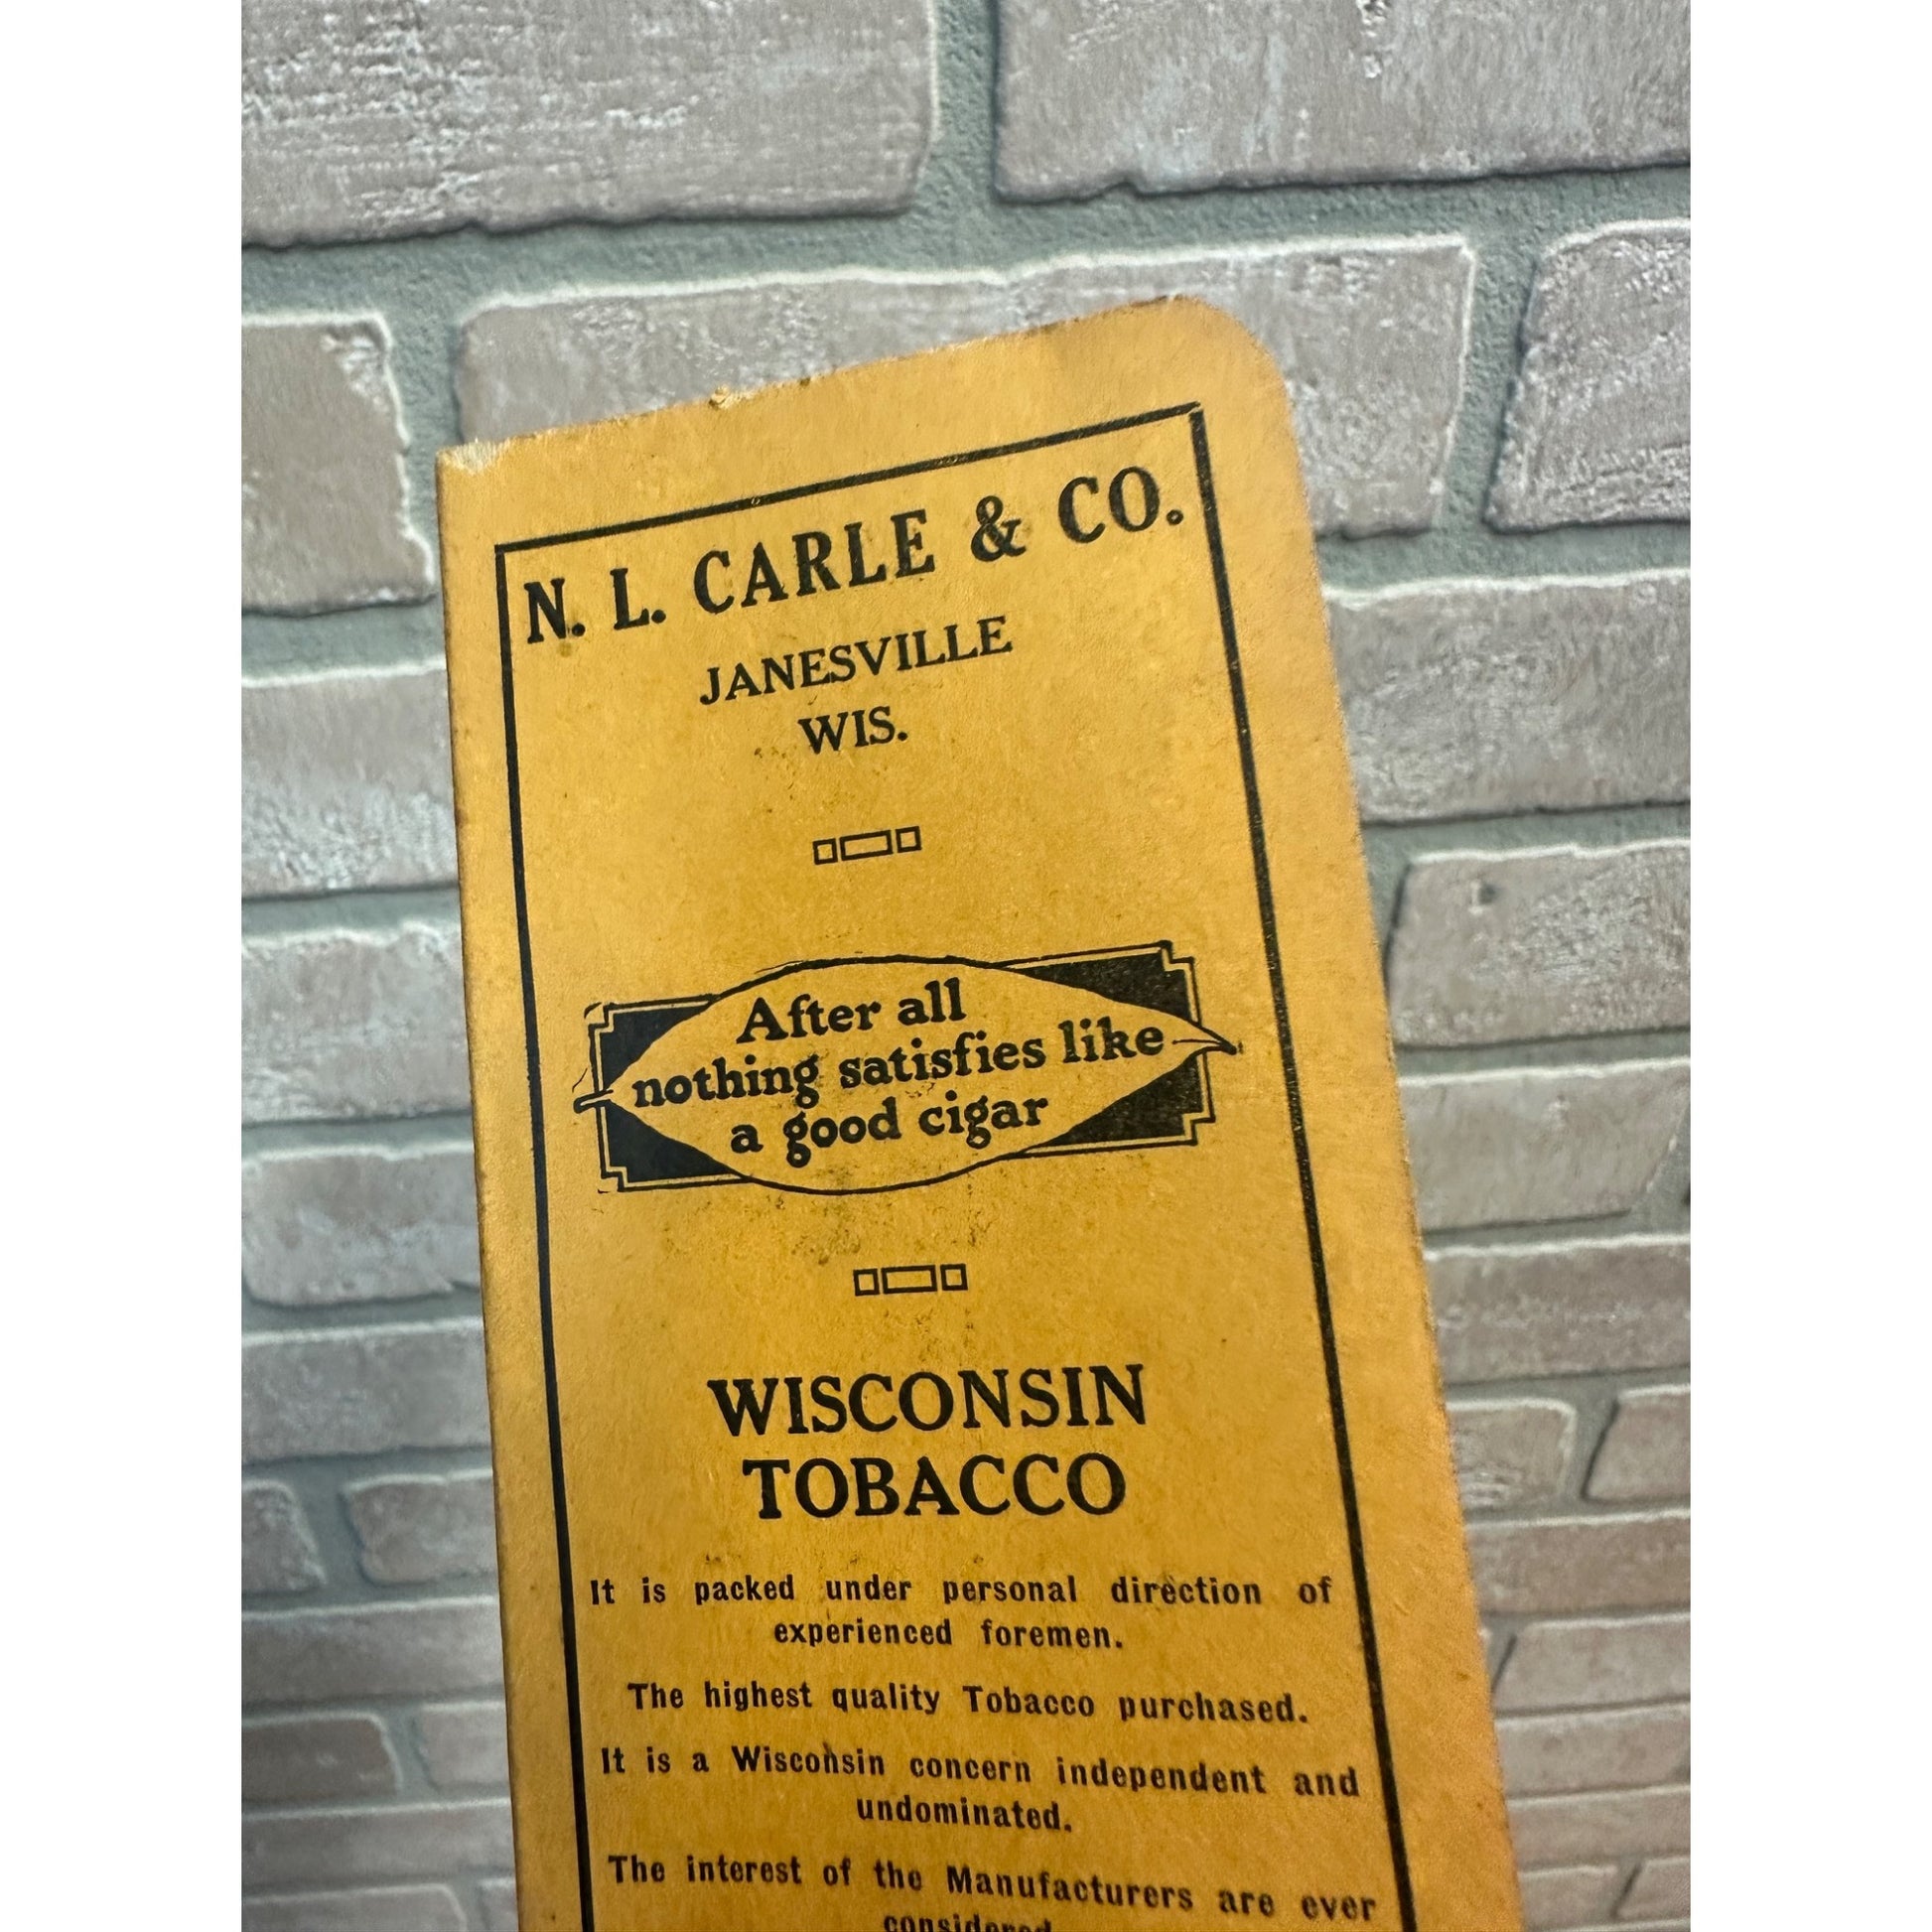 N. L. CARLE & CO.
JANESVILLE
WIS.
After all
nothing satisfies like
a good cigar
WISCONSIN
TOBACCO
It is packed under personal direction of
experienced foremen.
The highest quality Tobacco purchased.
It is a Wisconsin concern independent and
undominated.
The interest of the Manufacturers are ever
considered